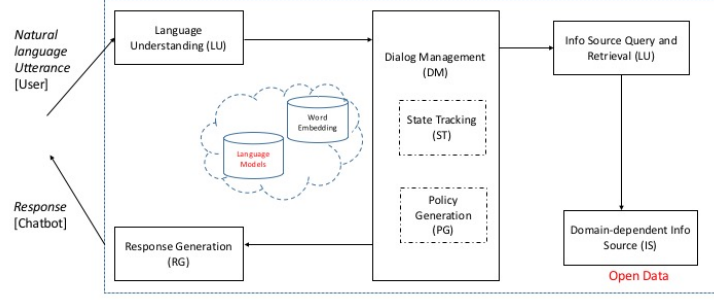 Natural
language
Utterance
[User]
Language
Understanding (LU)
Dialog Management
(DM)
Info Source Query and
Retrieval (LU)
Word
Embedding
Language
Models
State Tracking
(ST)
Policy
Generation
(PG)
Response
[Chatbot]
Response Generation
(RG)
Domain-dependent Info
Source (IS)
Open Data